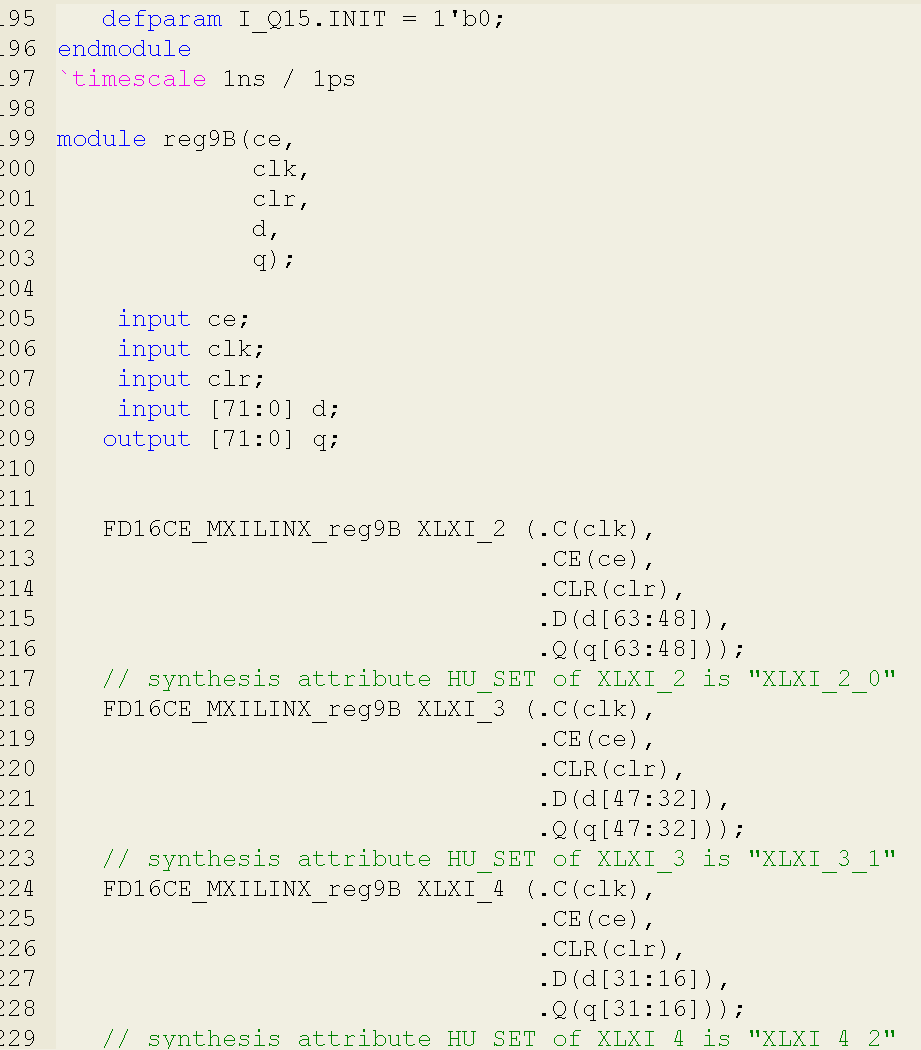 195 defparam I_Q15.INIT = 1'b0;
196 endmodule
197 `timescale 1ns / 1ps
198
199 module reg9B(ce,
200 clk,
201 clr,
202 d,
203 q);
204
205 input ce;
206 input clk;
207 input clr;
208 input [71:0] d;
209 output [71:0] q;
210
211
212 FD16CE_MXILINX_reg9B XLXI_2 (.C(clk),
213 .CE(ce),
214 .CLR(clr),
215 .D(d[63:48]),
216 .Q(q[63:48]));
217 // synthesis attribute HU_SET of XLXI_2 is "XLXI_2_0"
218 FD16CE_MXILINX_reg9B XLXI_3 (.C(clk),
219 .CE(ce),
220 .CLR(clr),
221 .D(d[47:32]),
222 .Q(q[47:32]));
223 // synthesis attribute HU_SET of XLXI_3 is "XLXI_3_1"
224 FD16CE_MXILINX_reg9B XLXI_4 (.C(clk),
225 .CE(ce),
226 .CLR(clr),
227 .D(d[31:16]),
228 .Q(q[31:16]));
229 // synthesis attribute HU_SET of XLXI_4 is "XLXI_4_2"